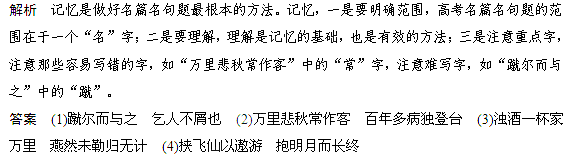 解析 记忆是做好名篇名句题最根本的方法。记忆,一是要明确范围,高考名篇名句题的范
围在于一个“名”字;二是要理解,理解是记忆的基础,也是有效的方法;三是注意重点字,
注意那些容易写错的字,如“万里悲秋常作客”中的“常”字,注意难写字,如“蹴尔而与
之”中的“蹴”。
答案 (1)蹴尔而与之 乞人不屑也 (2)万里悲秋常作客 百年多病独登台 (3)浊酒一杯家
万里 燕然未勒归无计 (4)挟飞仙以遨游 抱明月而长终